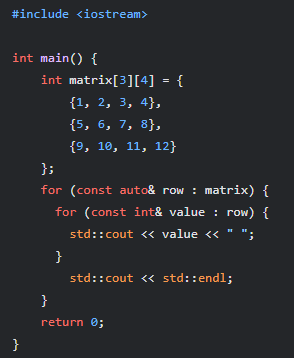 #include <iostream>

int main() {
    int matrix[3][4] = {
        {1, 2, 3, 4},
        {5, 6, 7, 8},
        {9, 10, 11, 12}
    };
    for (const auto& row : matrix) {
      for (const int& value : row) {
        std::cout << value << " ";
      }
        std::cout << std::endl;
    }
    return 0;
}